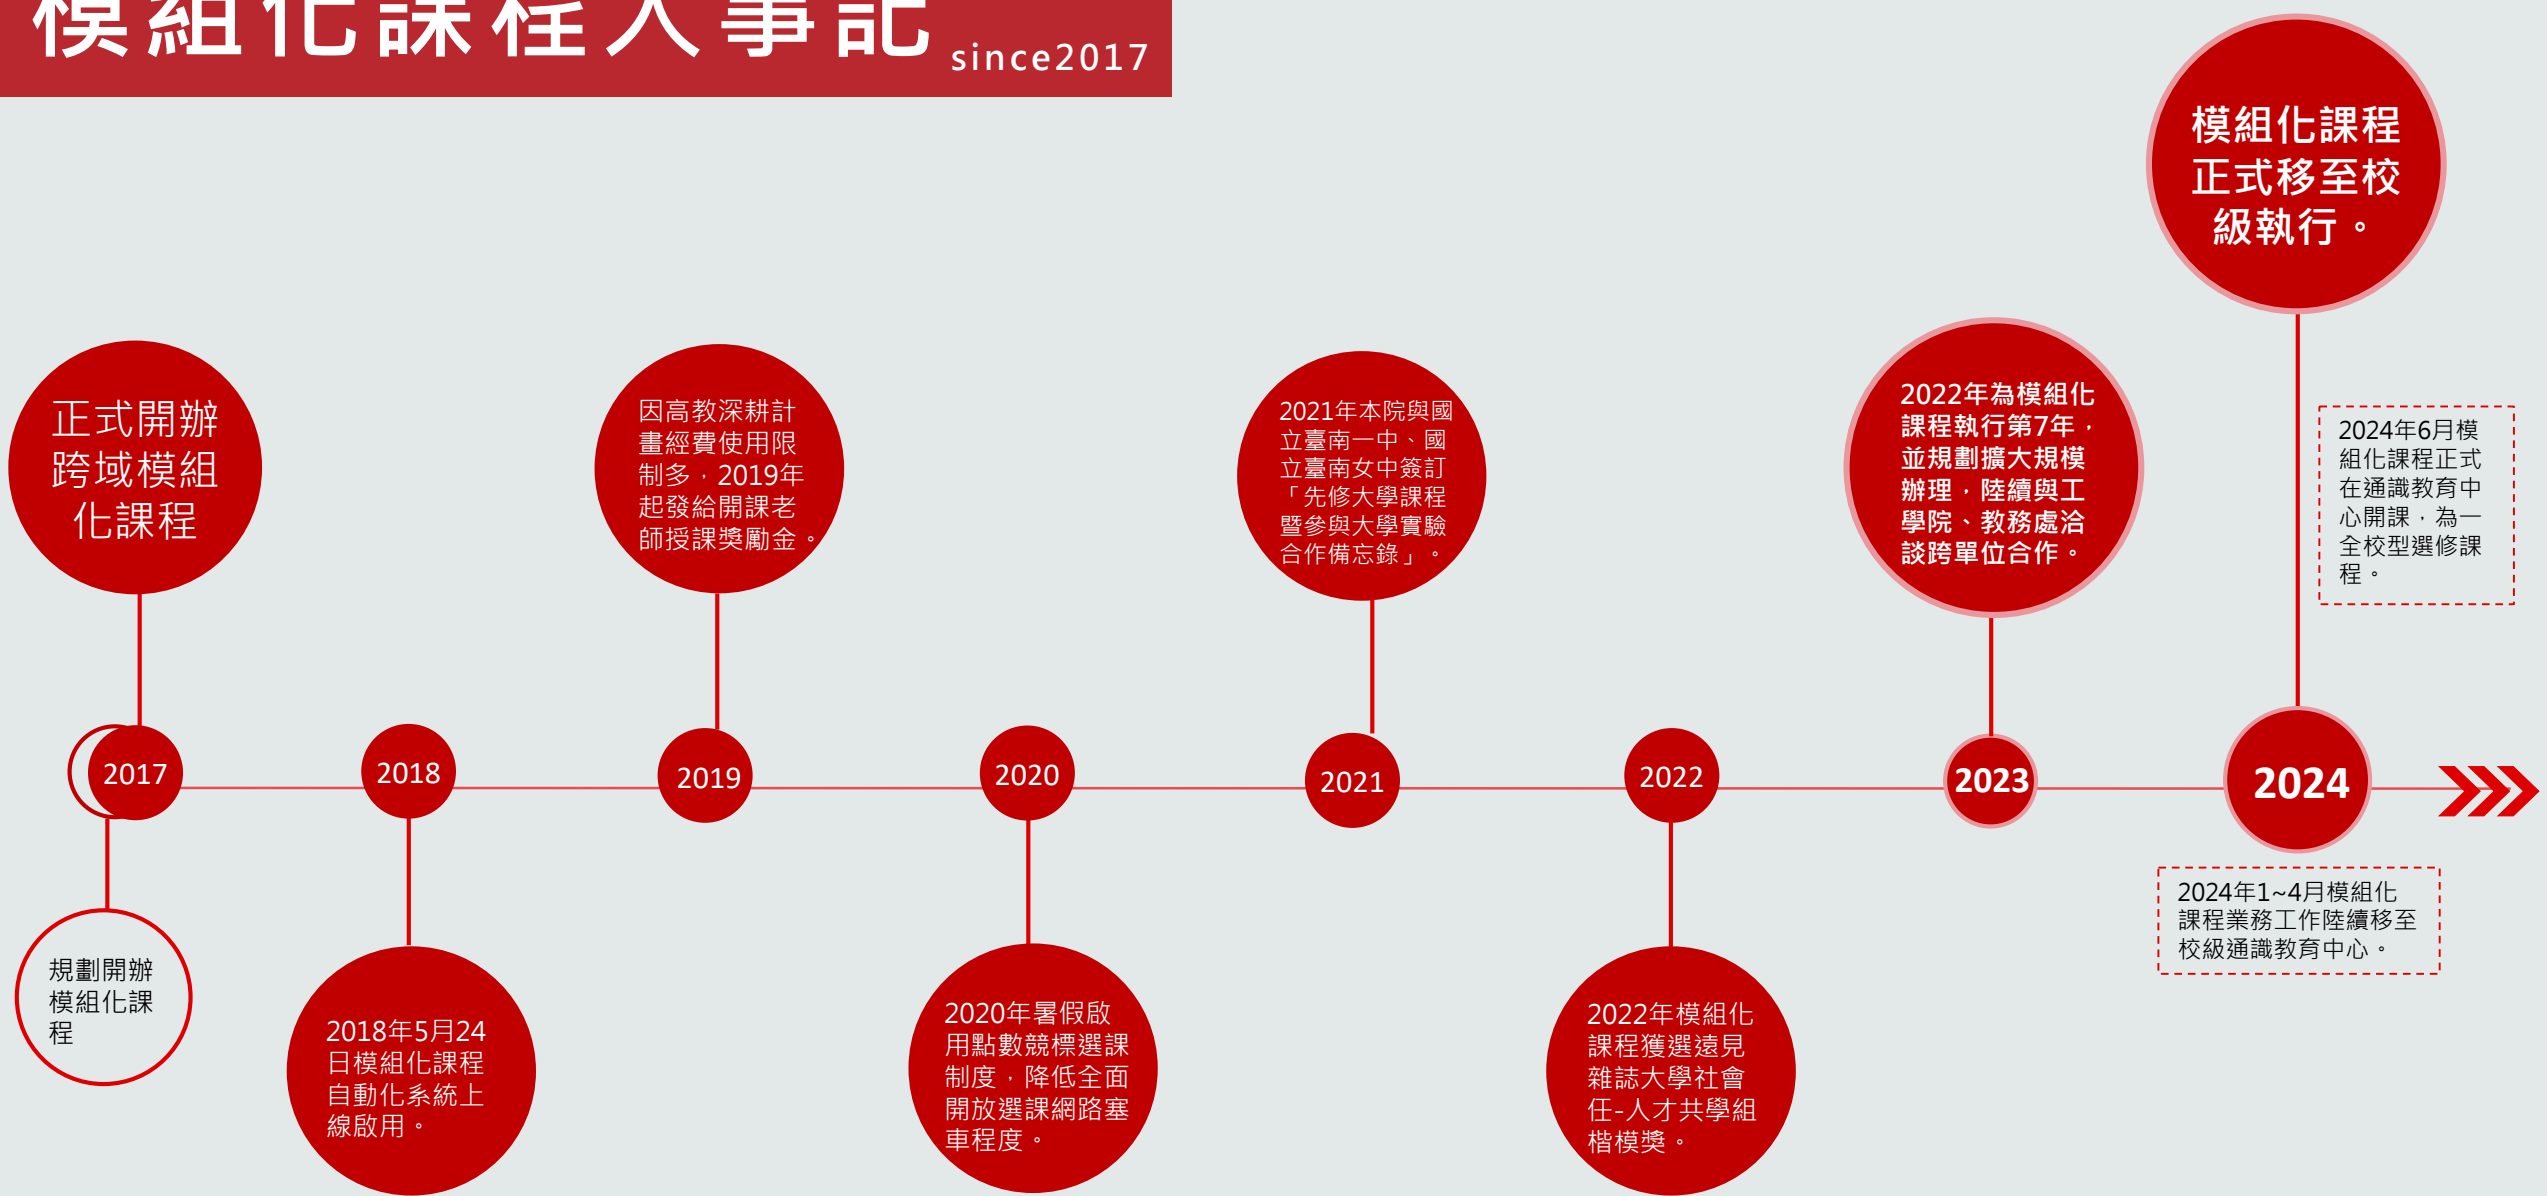 模組化課程大事記 since2017
模組化課程
正式移至校
級執行。
正式開辦
跨域模組
化課程
因高教深耕計
畫經費使用限
制多，2019年
起發給開課老
師授課獎勵金。
2021年本院與國
立臺南一中、國
立臺南女中簽訂
「先修大學課程
暨參與大學實驗
合作備忘錄」。
2022年為模組化
課程執行第7年，
並規劃擴大規模
辦理，陸續與工
學院、教務處洽
談跨單位合作。
2024年6月模
組化課程正式
在通識教育中
心開課，為一
全校型選修課
程。
2017
2018
2019
2020
2021
2022
2023
2024
規劃開辦
模組化課
程
2018年5月24
日模組化課程
自動化系統上
線啟用。
2020年暑假啟
用點數競標選課
制度，降低全面
開放選課網路塞
車程度。
2022年模組化
課程獲選遠見
雜誌大學社會
任-人才共學組
楷模獎。
2024年1~4月模組化
課程業務工作陸續移至
校級通識教育中心。